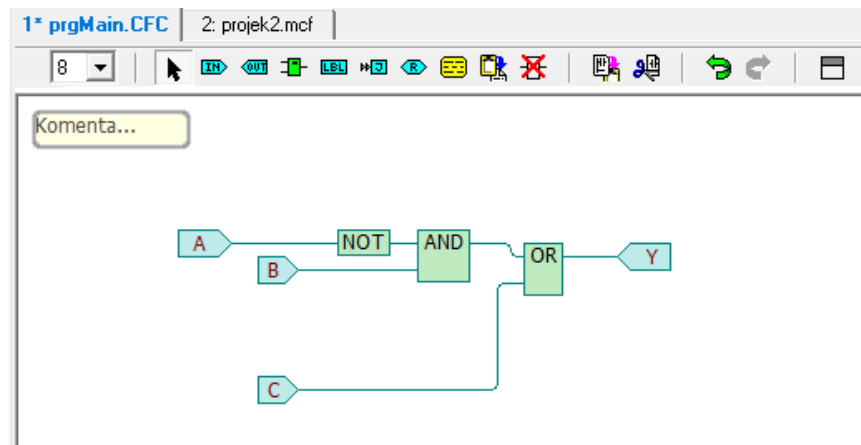 1* prgMain.CFC 2: projek2.mcf
8 IN OUT LBL J R
Komenta...
A NOT AND
B OR Y
C